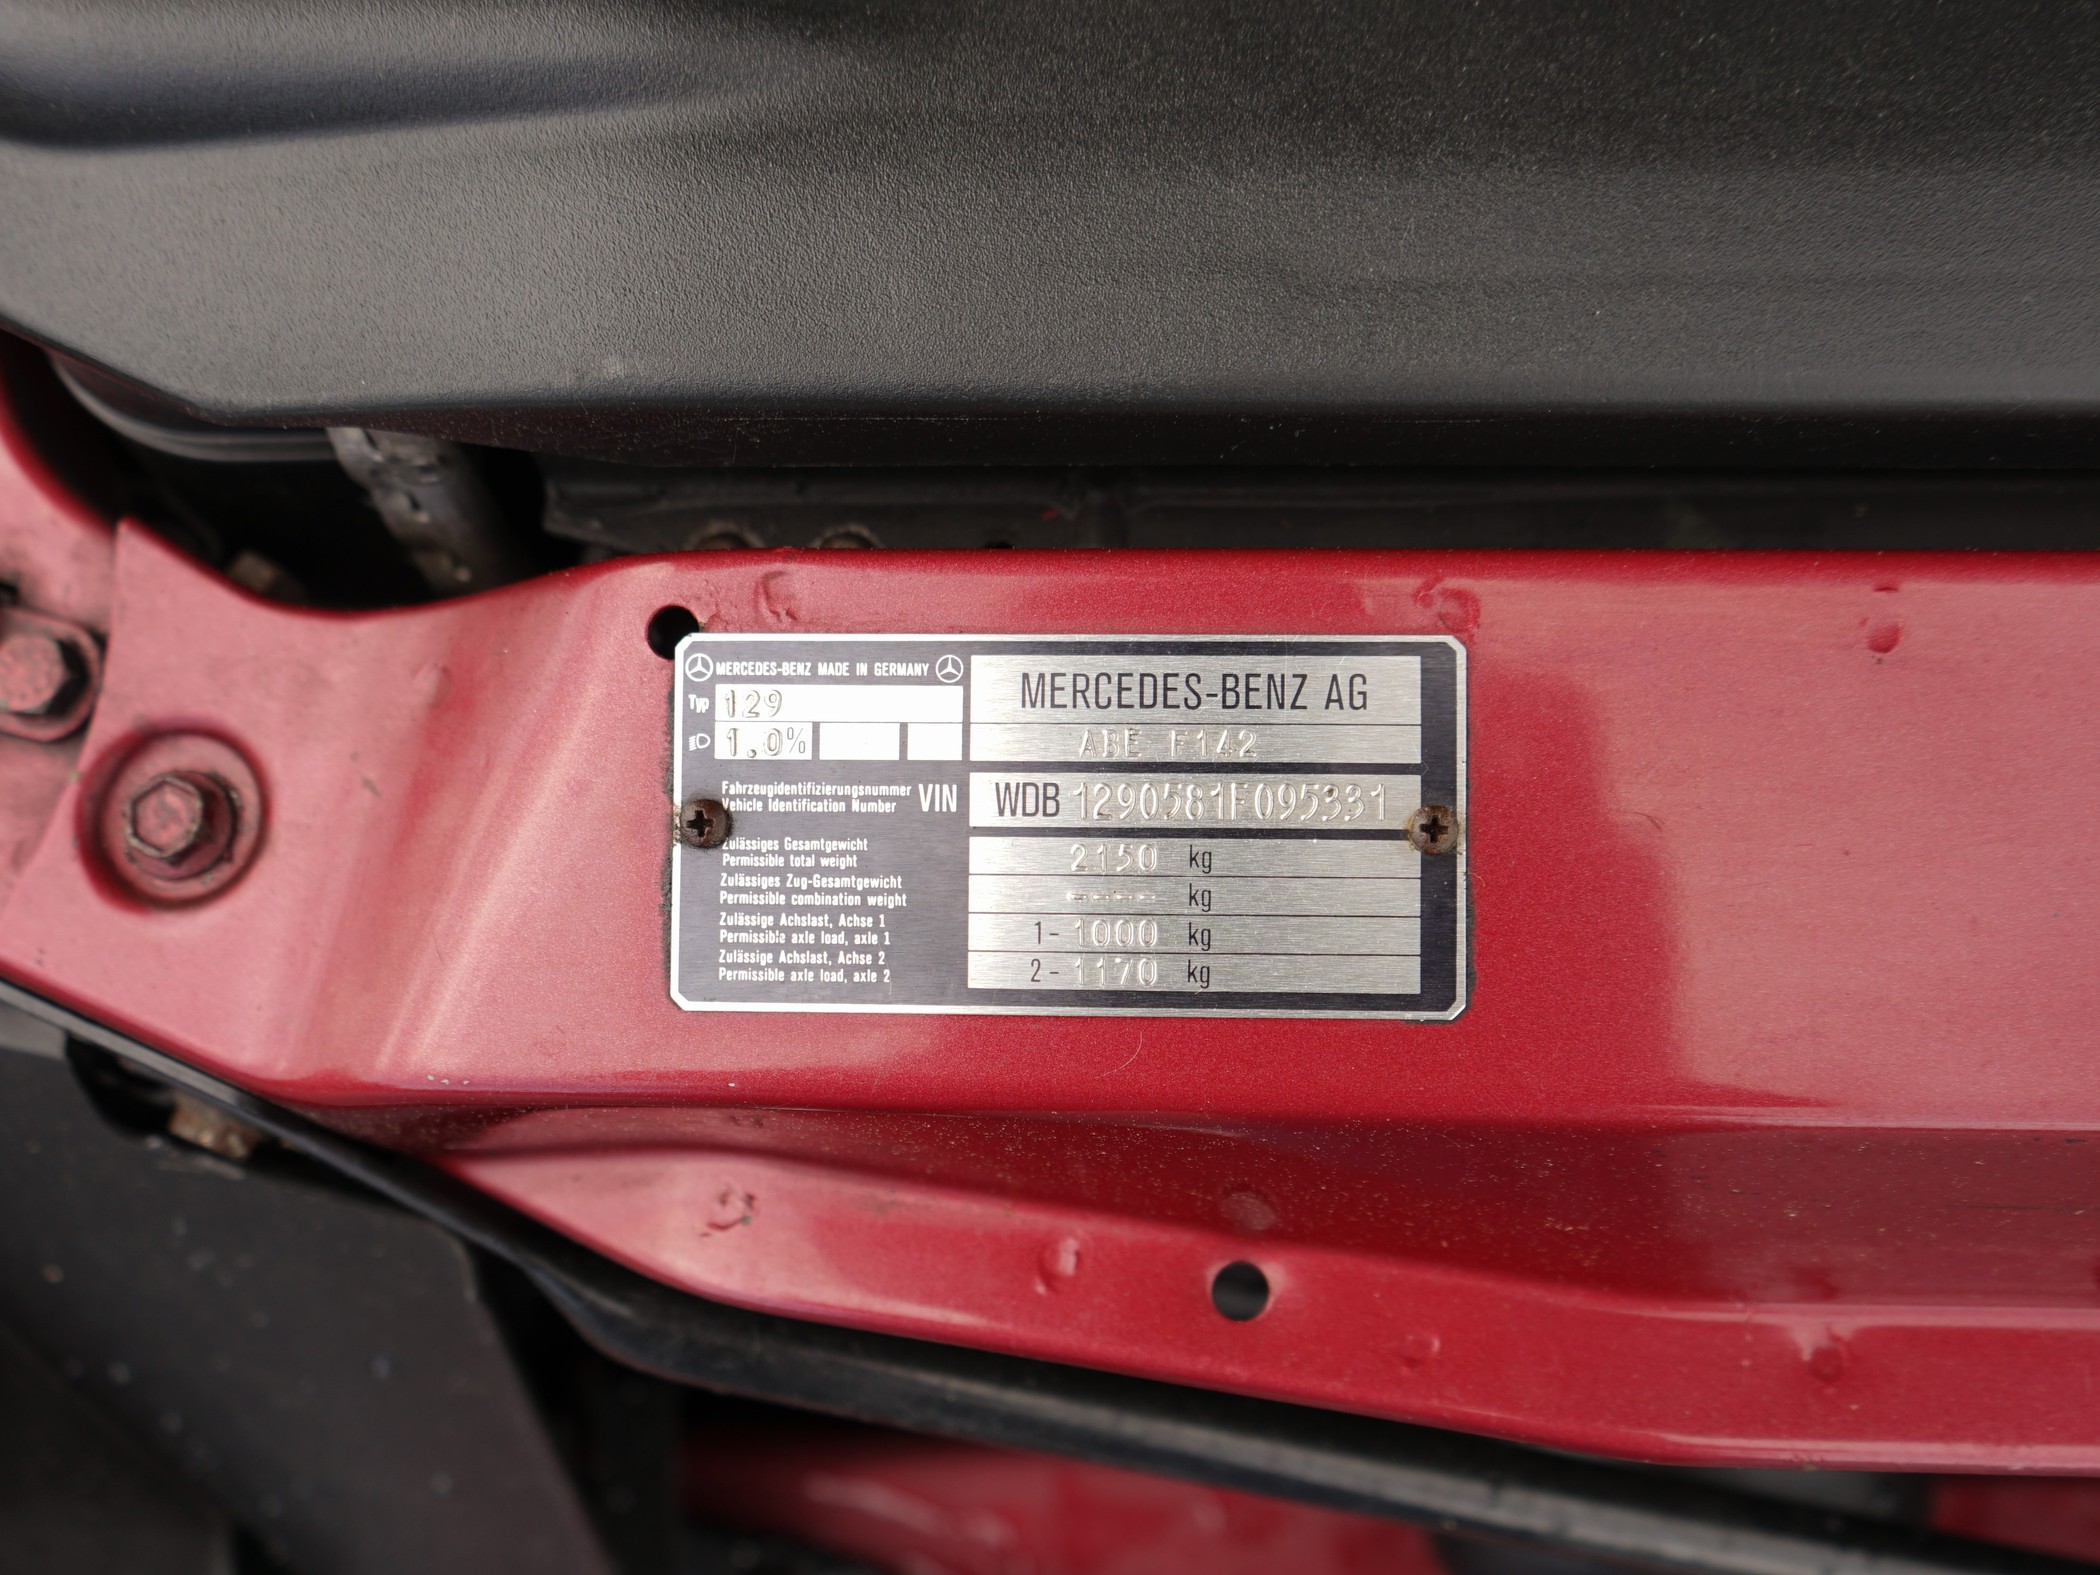 MERCEDES-BENZ MADE IN GERMANY
Typ 129
1.0%
MERCEDES-BENZ AG
ABE F142
Fahrzeugidentifizierungsnummer
Vehicle Identification Number
VIN WDB 1290581F095331
Zulässiges Gesamtgewicht
Permissible total weight
2150 kg
Zulässiges Zug-Gesamtgewicht
Permissible combination weight
---- kg
Zulässige Achslast, Achse 1
Permissible axle load, axle 1
1- 1000 kg
Zulässige Achslast, Achse 2
Permissible axle load, axle 2
2- 1170 kg